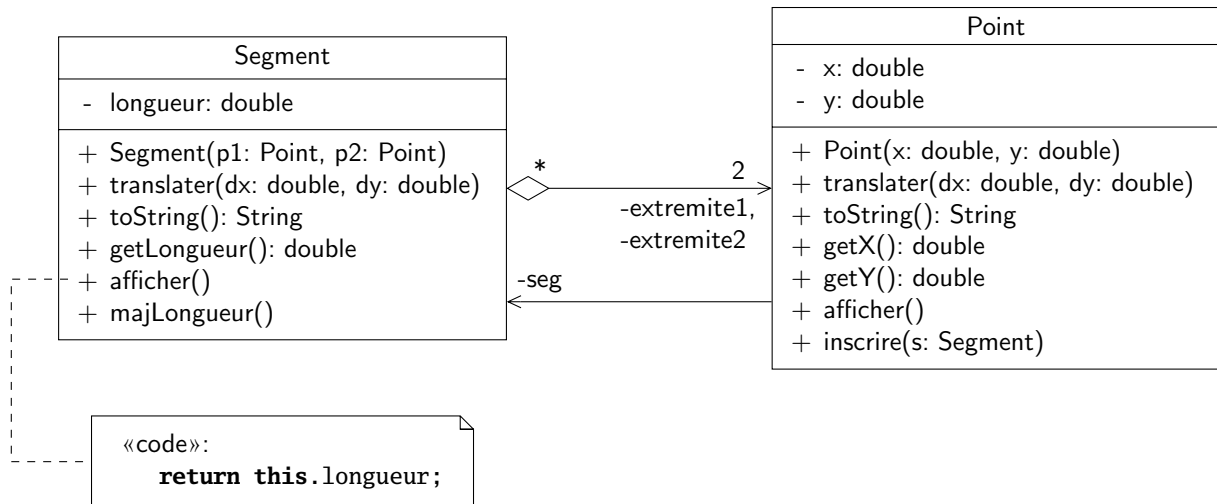 Segment
- longueur: double
+ Segment(p1: Point, p2: Point)
+ translater(dx: double, dy: double)
+ toString(): String
+ getLongueur(): double
+ afficher()
+ majLongueur()
* 2
-extremite1,
-extremite2
-seg
Point
- x: double
- y: double
+ Point(x: double, y: double)
+ translater(dx: double, dy: double)
+ toString(): String
+ getX(): double
+ getY(): double
+ afficher()
+ inscrire(s: Segment)
«code»:
return this.longueur;